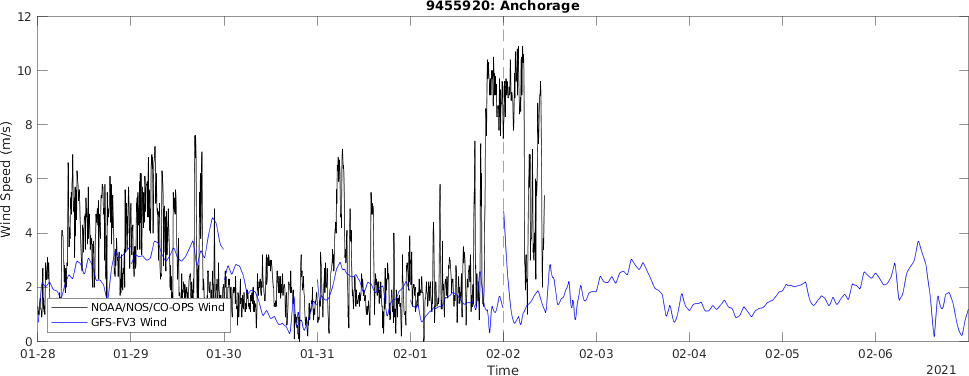 9455920: Anchorage
12
10
8
6
4
2
0
Wind Speed (m/s)
NOAA/NOS/CO-OPS Wind
GFS-FV3 Wind
01-28 01-29 01-30 01-31 02-01 02-02 02-03 02-04 02-05 02-06
Time
2021